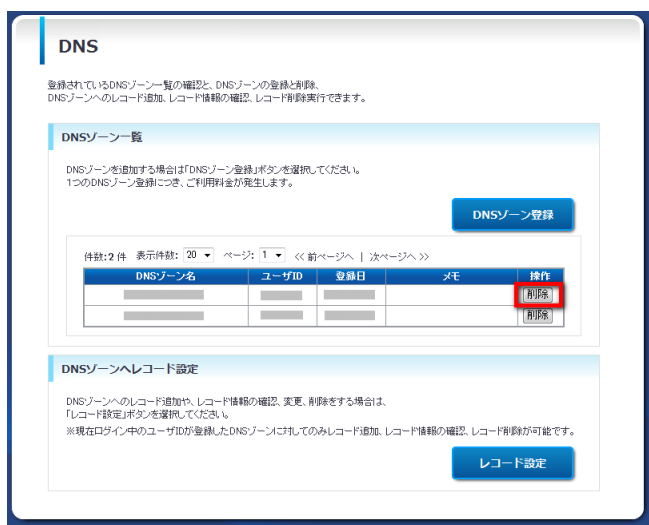 DNS
登録されているDNSゾーン一覧の確認と、DNSゾーンの登録と削除、
DNSゾーンへのレコード追加、レコード情報の確認、レコード削除実行できます。
DNSゾーン一覧
DNSゾーンを追加する場合は「DNSゾーン登録」ボタンを選択してください。
1つのDNSゾーン登録につき、ご利用料金が発生します。
DNSゾーン登録
件数:2 件 表示件数: 20 ページ: 1 << 前ページへ | 次ページへ >>
DNSゾーン名 ユーザID 登録日 メモ 操作
削除
削除
DNSゾーンへレコード設定
DNSゾーンへのレコード追加や、レコード情報の確認、変更、削除をする場合は、
「レコード設定」ボタンを選択してください。
※現在ログイン中のユーザIDが登録したDNSゾーンに対してのみレコード追加、レコード情報の確認、レコード削除が可能です。
レコード設定